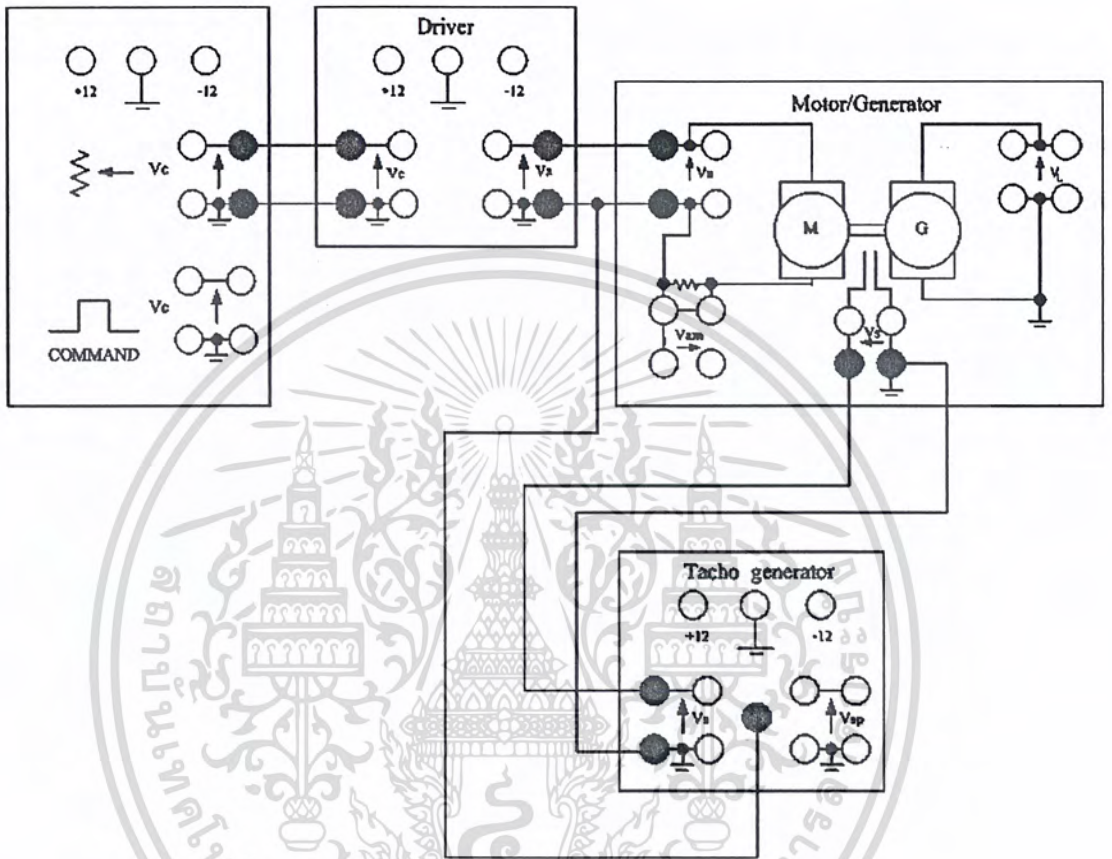 +12
-12
Vc
Vc
COMMAND
Driver
+12
-12
Vc
Va
Motor/Generator
Va
M
G
VL
Vam
Vs
Tacho generator
+12
-12
Vs
Vsp